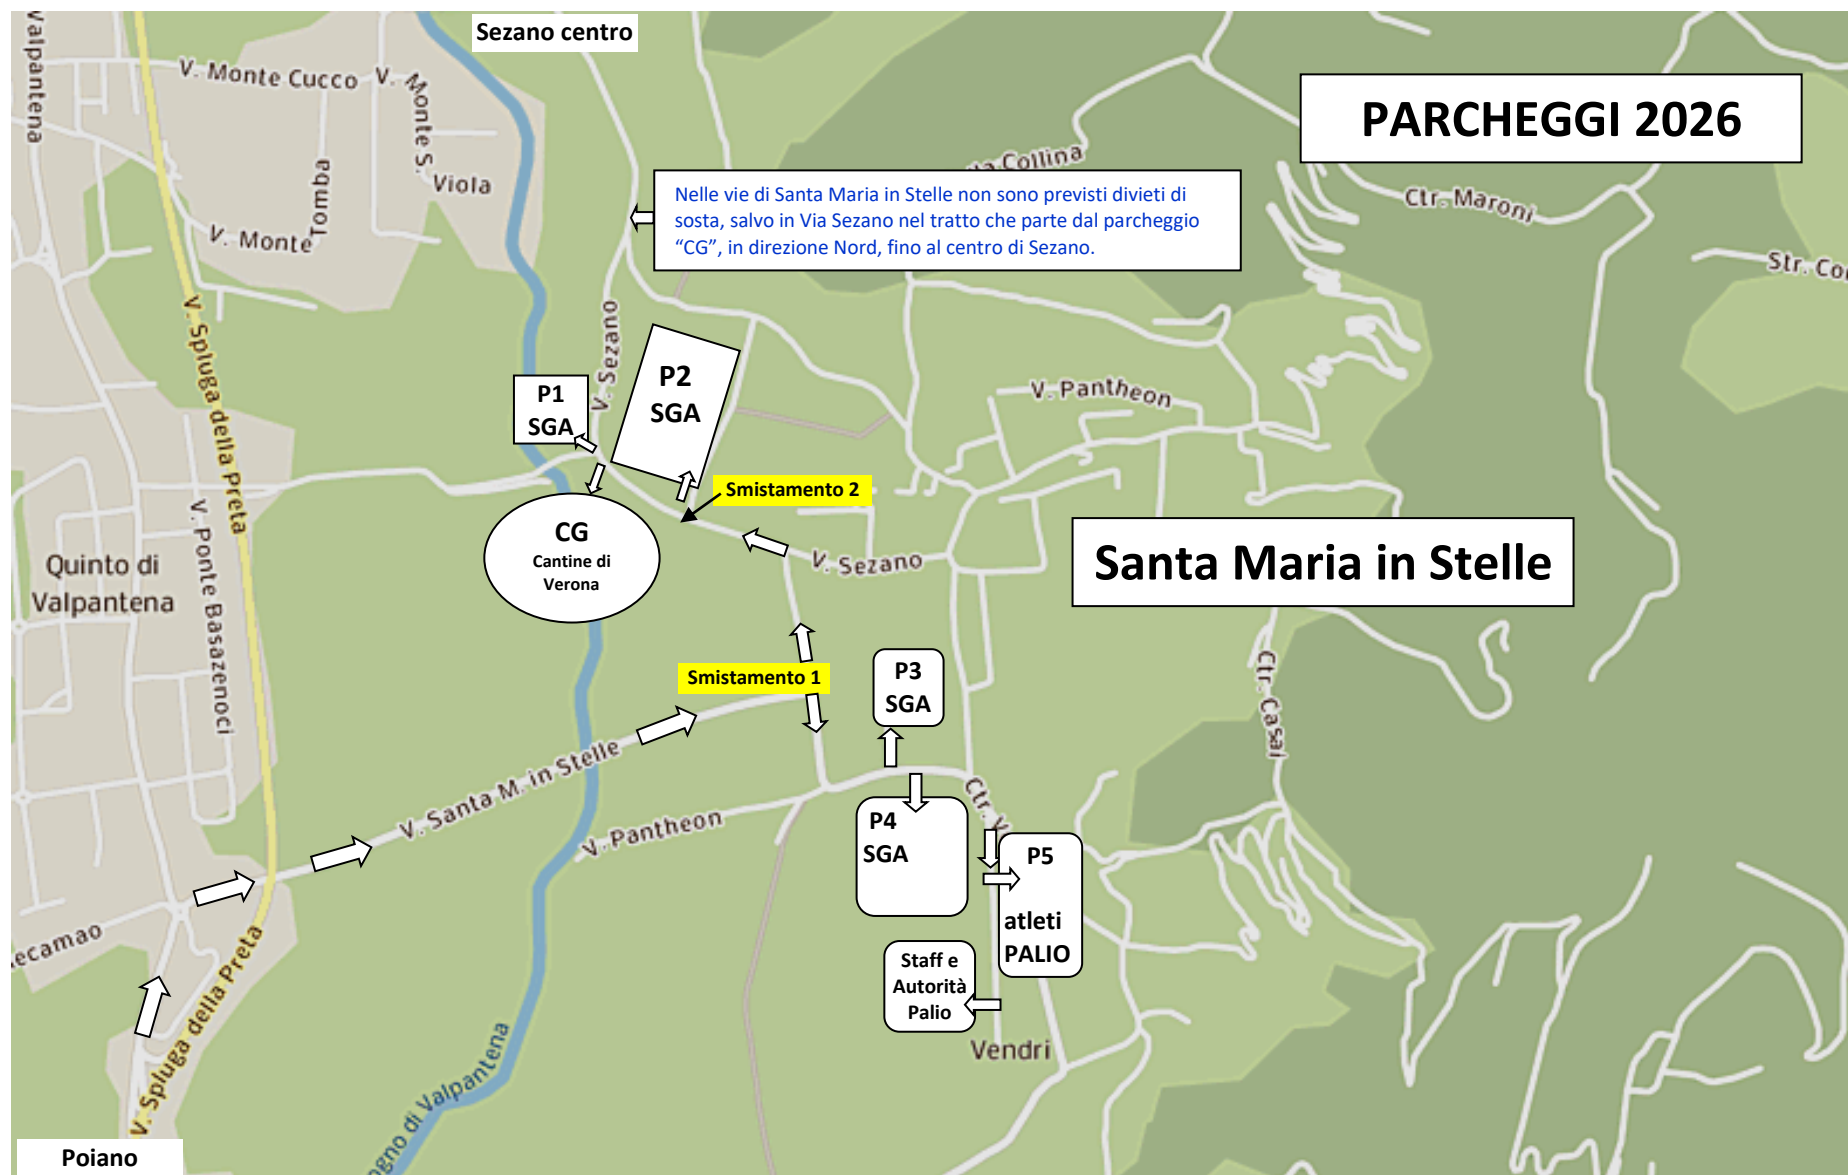 Sezano centro
PARCHEGGI 2026
Valpantena
V. Monte Cucco
V. Monte S. Viola
V. Monte Tomba
Collina
Ctr. Maroni
Nelle vie di Santa Maria in Stelle non sono previsti divieti di
sosta, salvo in Via Sezano nel tratto che parte dal parcheggio
“CG”, in direzione Nord, fino al centro di Sezano.
V. Spluga della Preta
V. Sezano
P1
SGA
P2
SGA
V. Pantheon
Smistamento 2
CG
Cantine di
Verona
V. Sezano
Santa Maria in Stelle
Quinto di
Valpantena
V. Ponte Basazenoci
Smistamento 1
P3
SGA
Ctr. Casal
V. Santa M. in Stelle
V. Pantheon
Ctr. V
P4
SGA
P5
atleti
PALIO
Staff e
Autorità
Palio
Vendri
V. Spluga della Preta
di Valpantena
Poiano